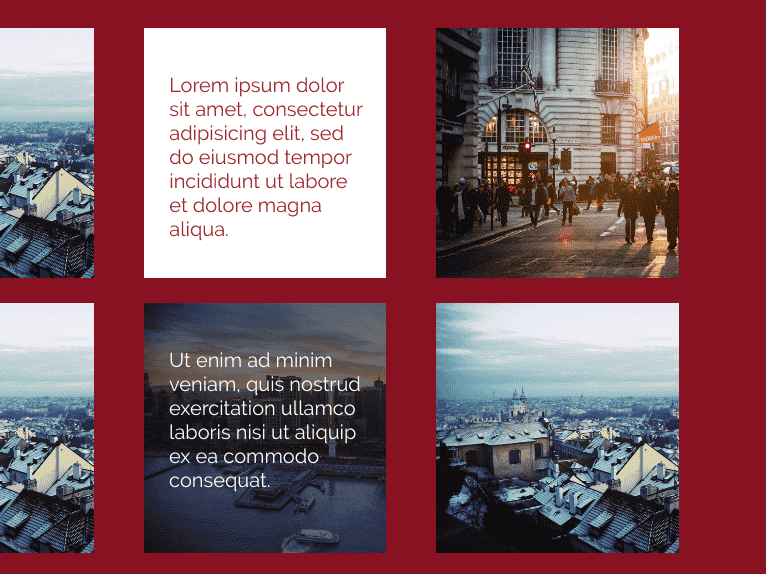 Lorem ipsum dolor
sit amet, consectetur
adipisicing elit, sed
do eiusmod tempor
incididunt ut labore
et dolore magna
aliqua.
Ut enim ad minim
veniam, quis nostrud
exercitation ullamco
laboris nisi ut aliquip
ex ea commodo
consequat.